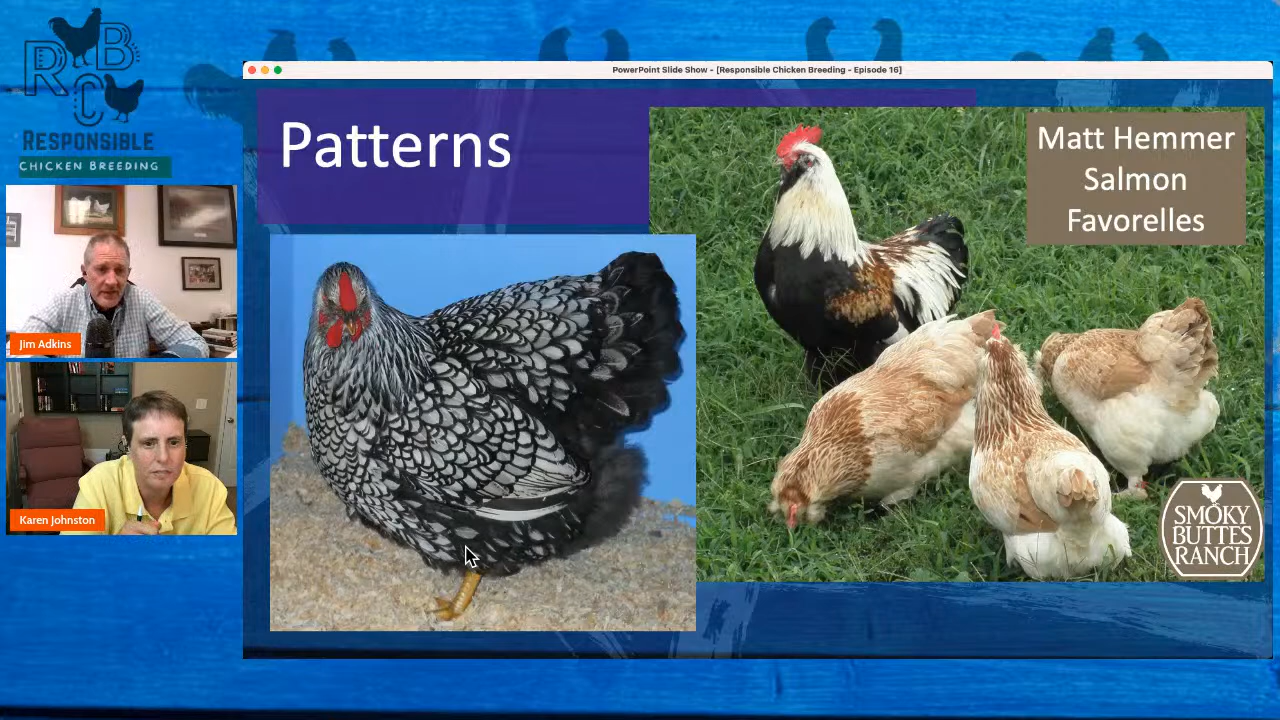 R B C
RESPONSIBLE
CHICKEN BREEDING
PowerPoint Slide Show - [Responsible Chicken Breeding - Episode 16]
Patterns
Matt Hemmer
Salmon
Favorelles
Jim Adkins
Karen Johnston
SMOKY
BUTTES
RANCH